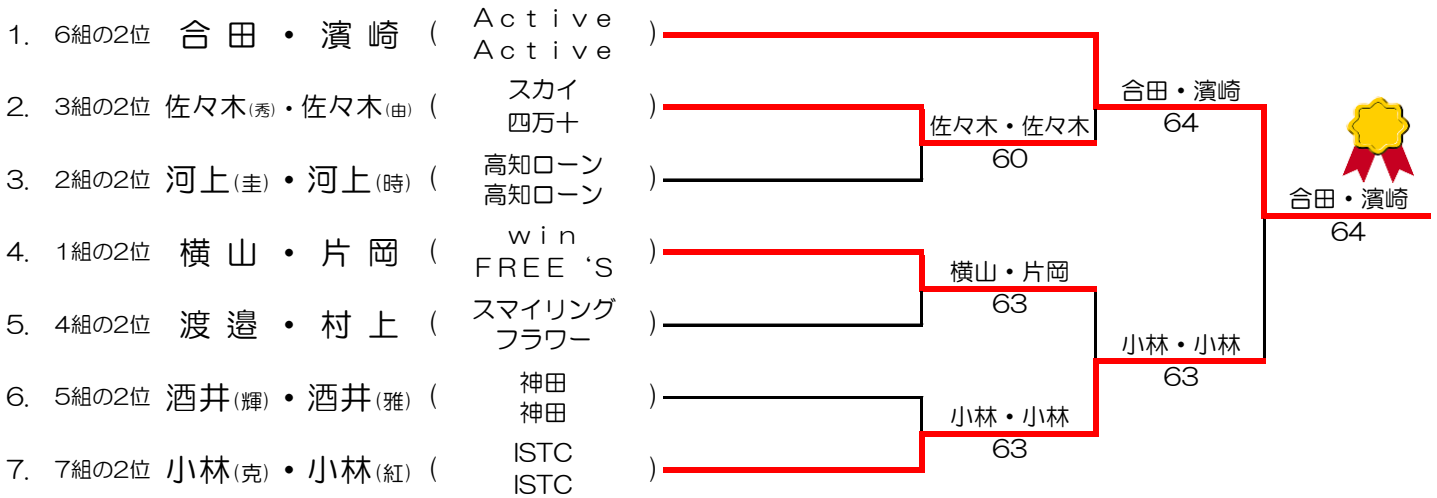 1. 6組の2位 合田・濱崎 ( Active
Active )
2. 3組の2位 佐々木(秀)・佐々木(由) ( スカイ
四万十 )
3. 2組の2位 河上(圭)・河上(時) ( 高知ローン
高知ローン )
4. 1組の2位 横山・片岡 ( win
FREE 'S )
5. 4組の2位 渡邉・村上 ( スマイリング
フラワー )
6. 5組の2位 酒井(輝)・酒井(雅) ( 神田
神田 )
7. 7組の2位 小林(克)・小林(紅) ( ISTC
ISTC )
佐々木・佐々木
60
横山・片岡
63
小林・小林
63
合田・濱崎
64
小林・小林
63
合田・濱崎
64